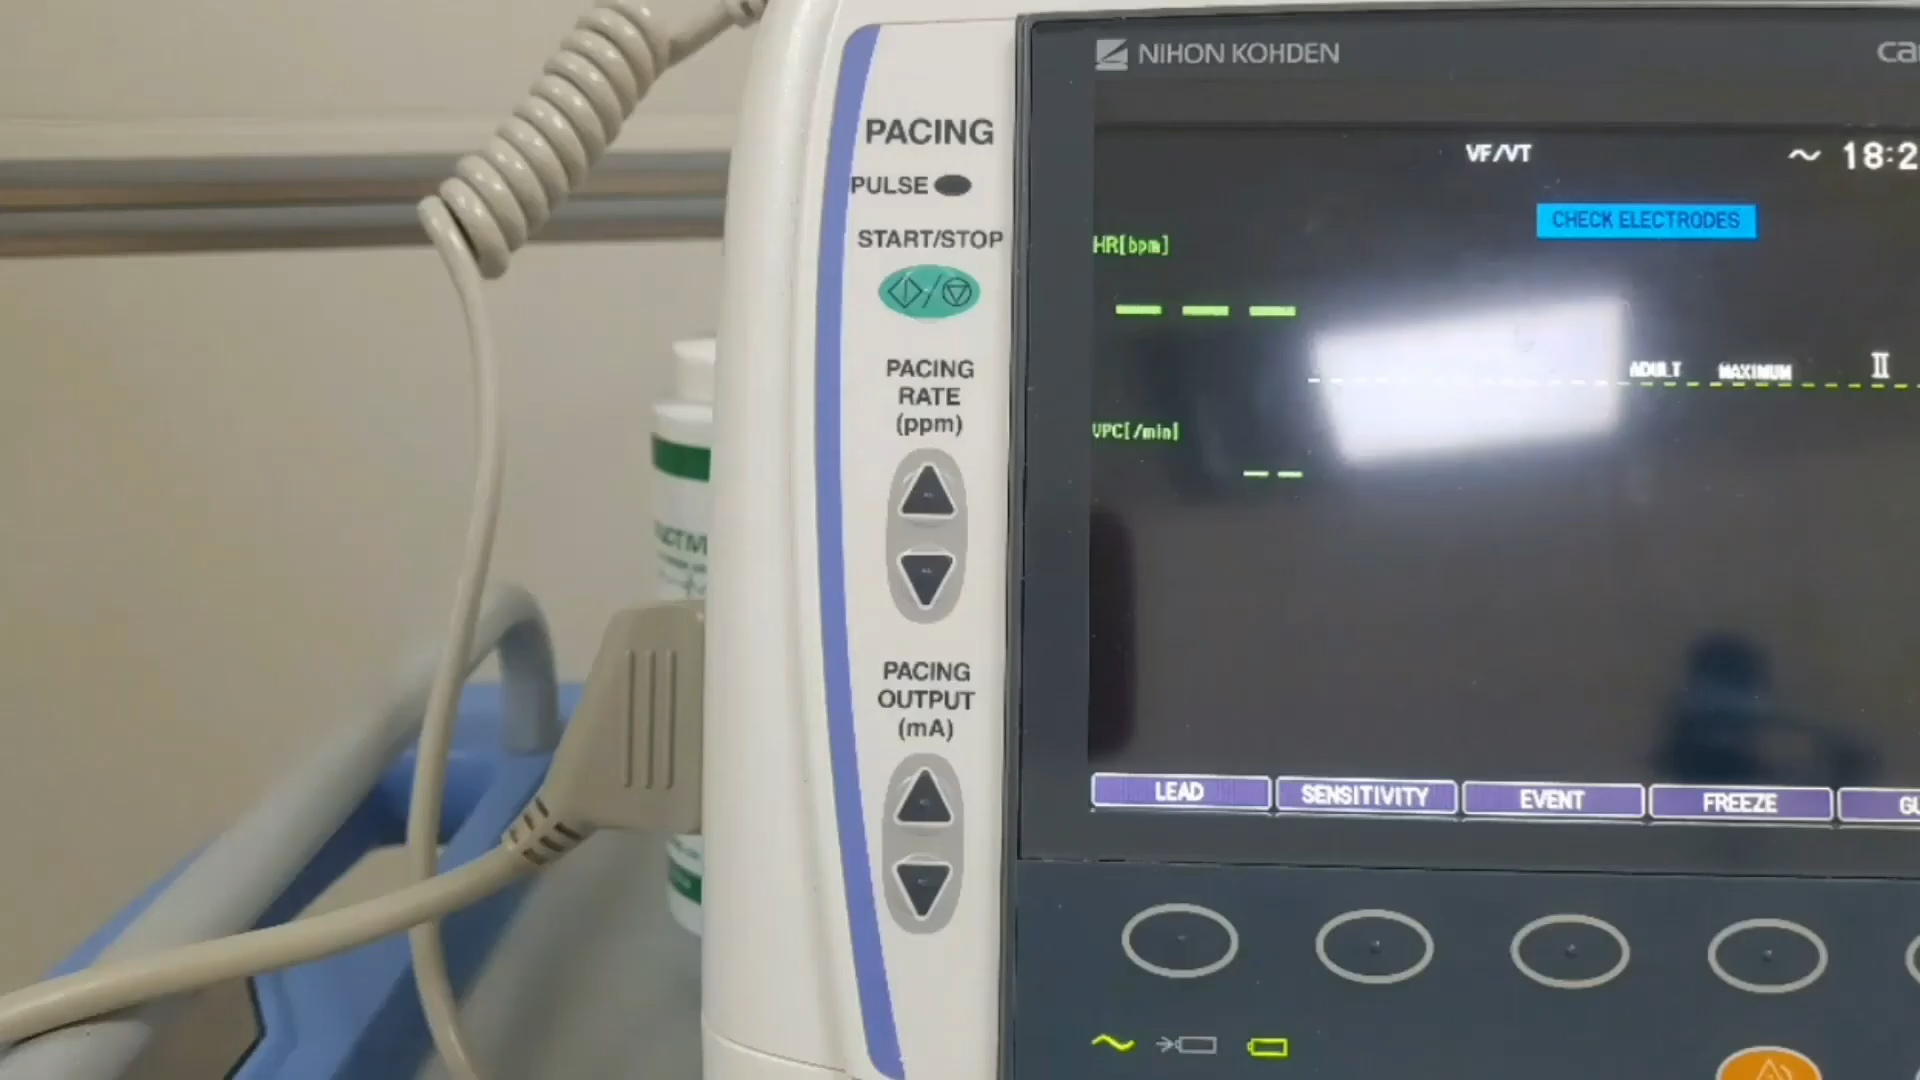 NIHON KOHDEN
PACING
PULSE
START/STOP
PACING
RATE
(ppm)
PACING
OUTPUT
(mA)
VF/VT
18:2
CHECK ELECTRODES
HR[bpm]
ADULT MAXIMUM II
VPC[/min]
LEAD SENSITIVITY EVENT FREEZE